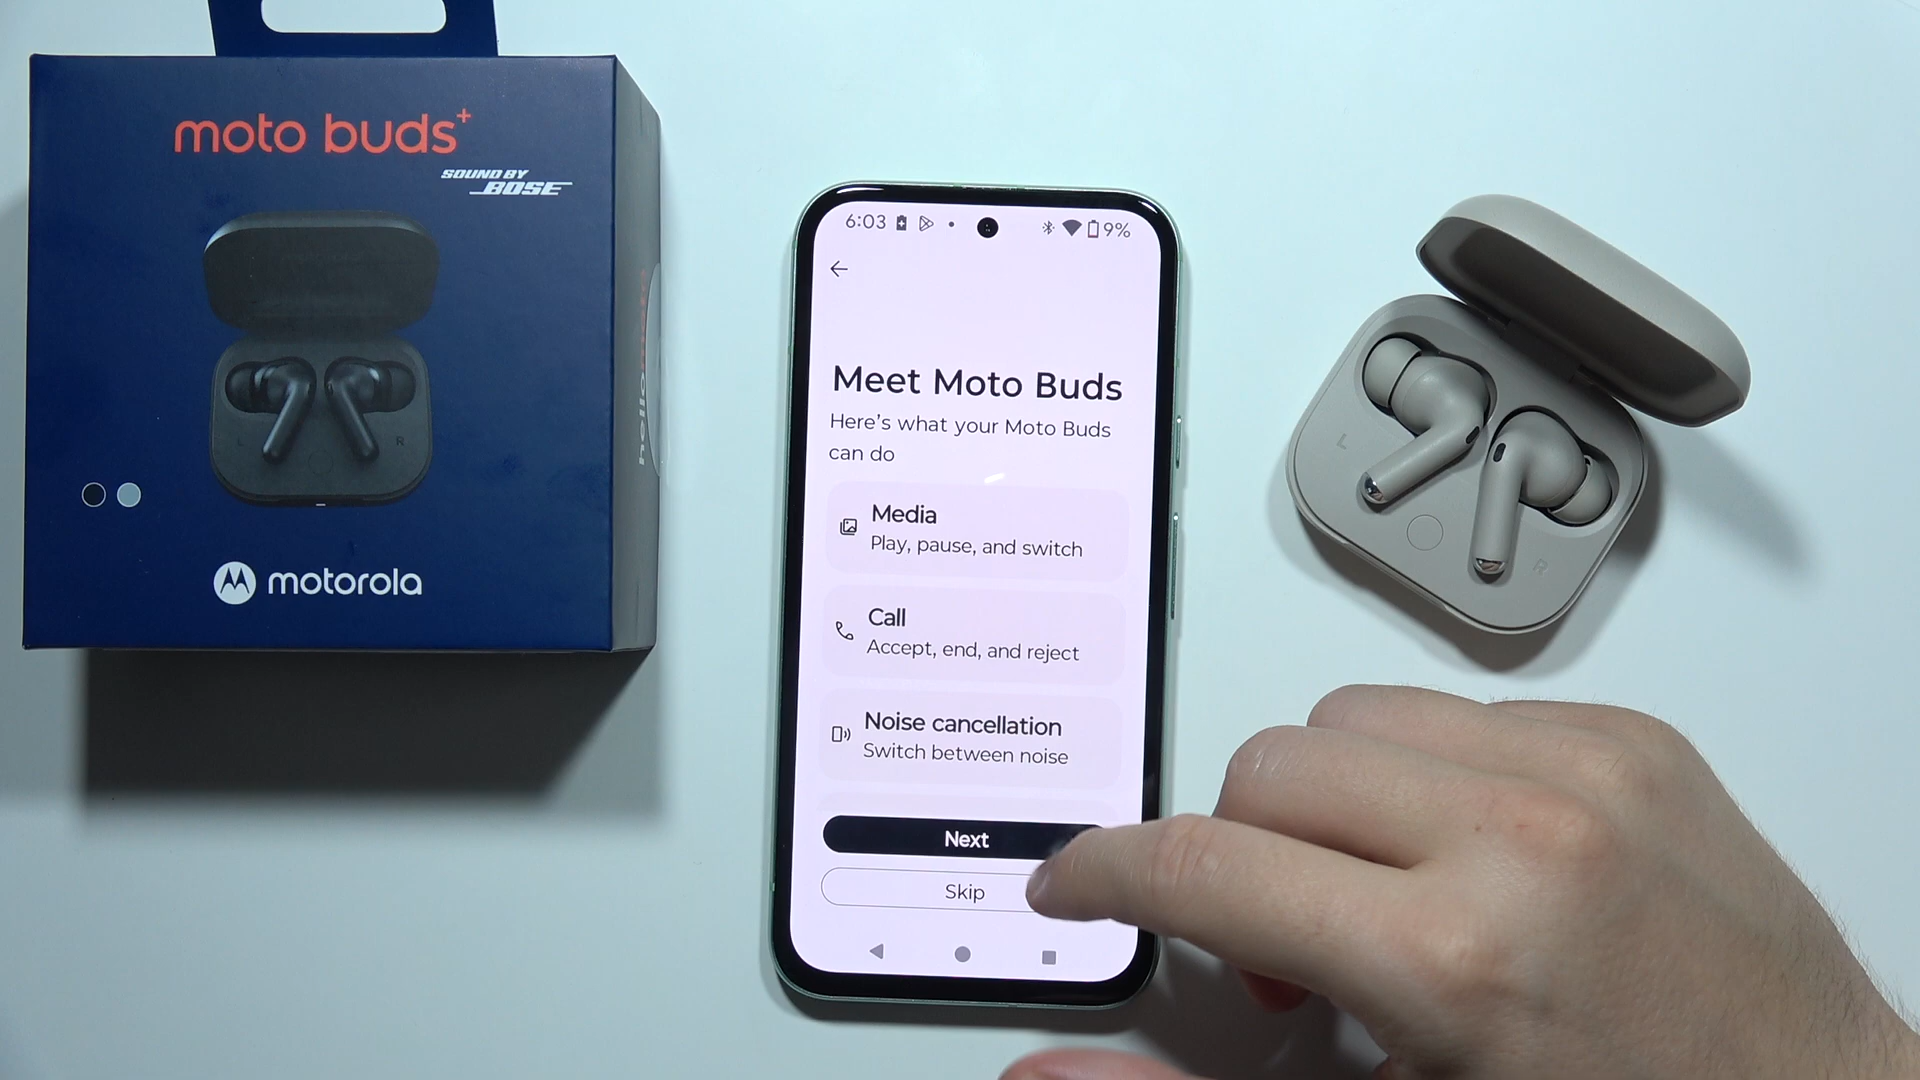 moto buds+
SOUND BY
BOSE
L
R
hellomoto
motorola
6:03
9%
Meet Moto Buds
Here's what your Moto Buds
can do
Media
Play, pause, and switch
Call
Accept, end, and reject
Noise cancellation
Switch between noise
Next
Skip
L
R